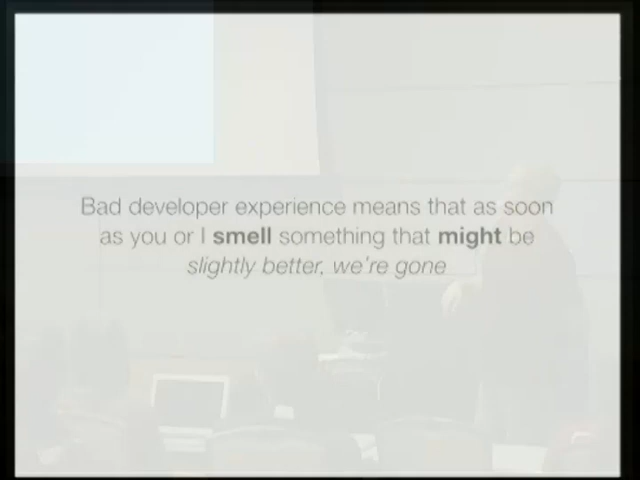 Bad developer experience means that as soon
as you or I smell something that might be
slightly better, we're gone